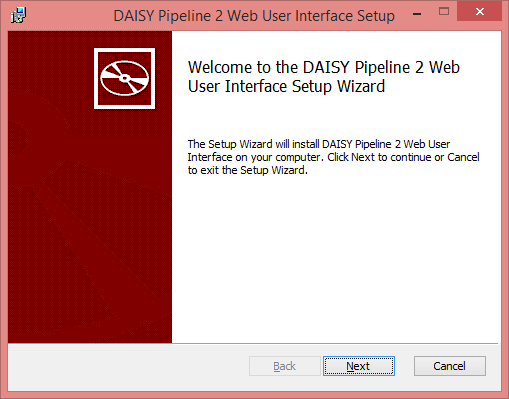 DAISY Pipeline 2 Web User Interface Setup
Welcome to the DAISY Pipeline 2 Web
User Interface Setup Wizard
The Setup Wizard will install DAISY Pipeline 2 Web User
Interface on your computer. Click Next to continue or Cancel
to exit the Setup Wizard.
Back Next Cancel